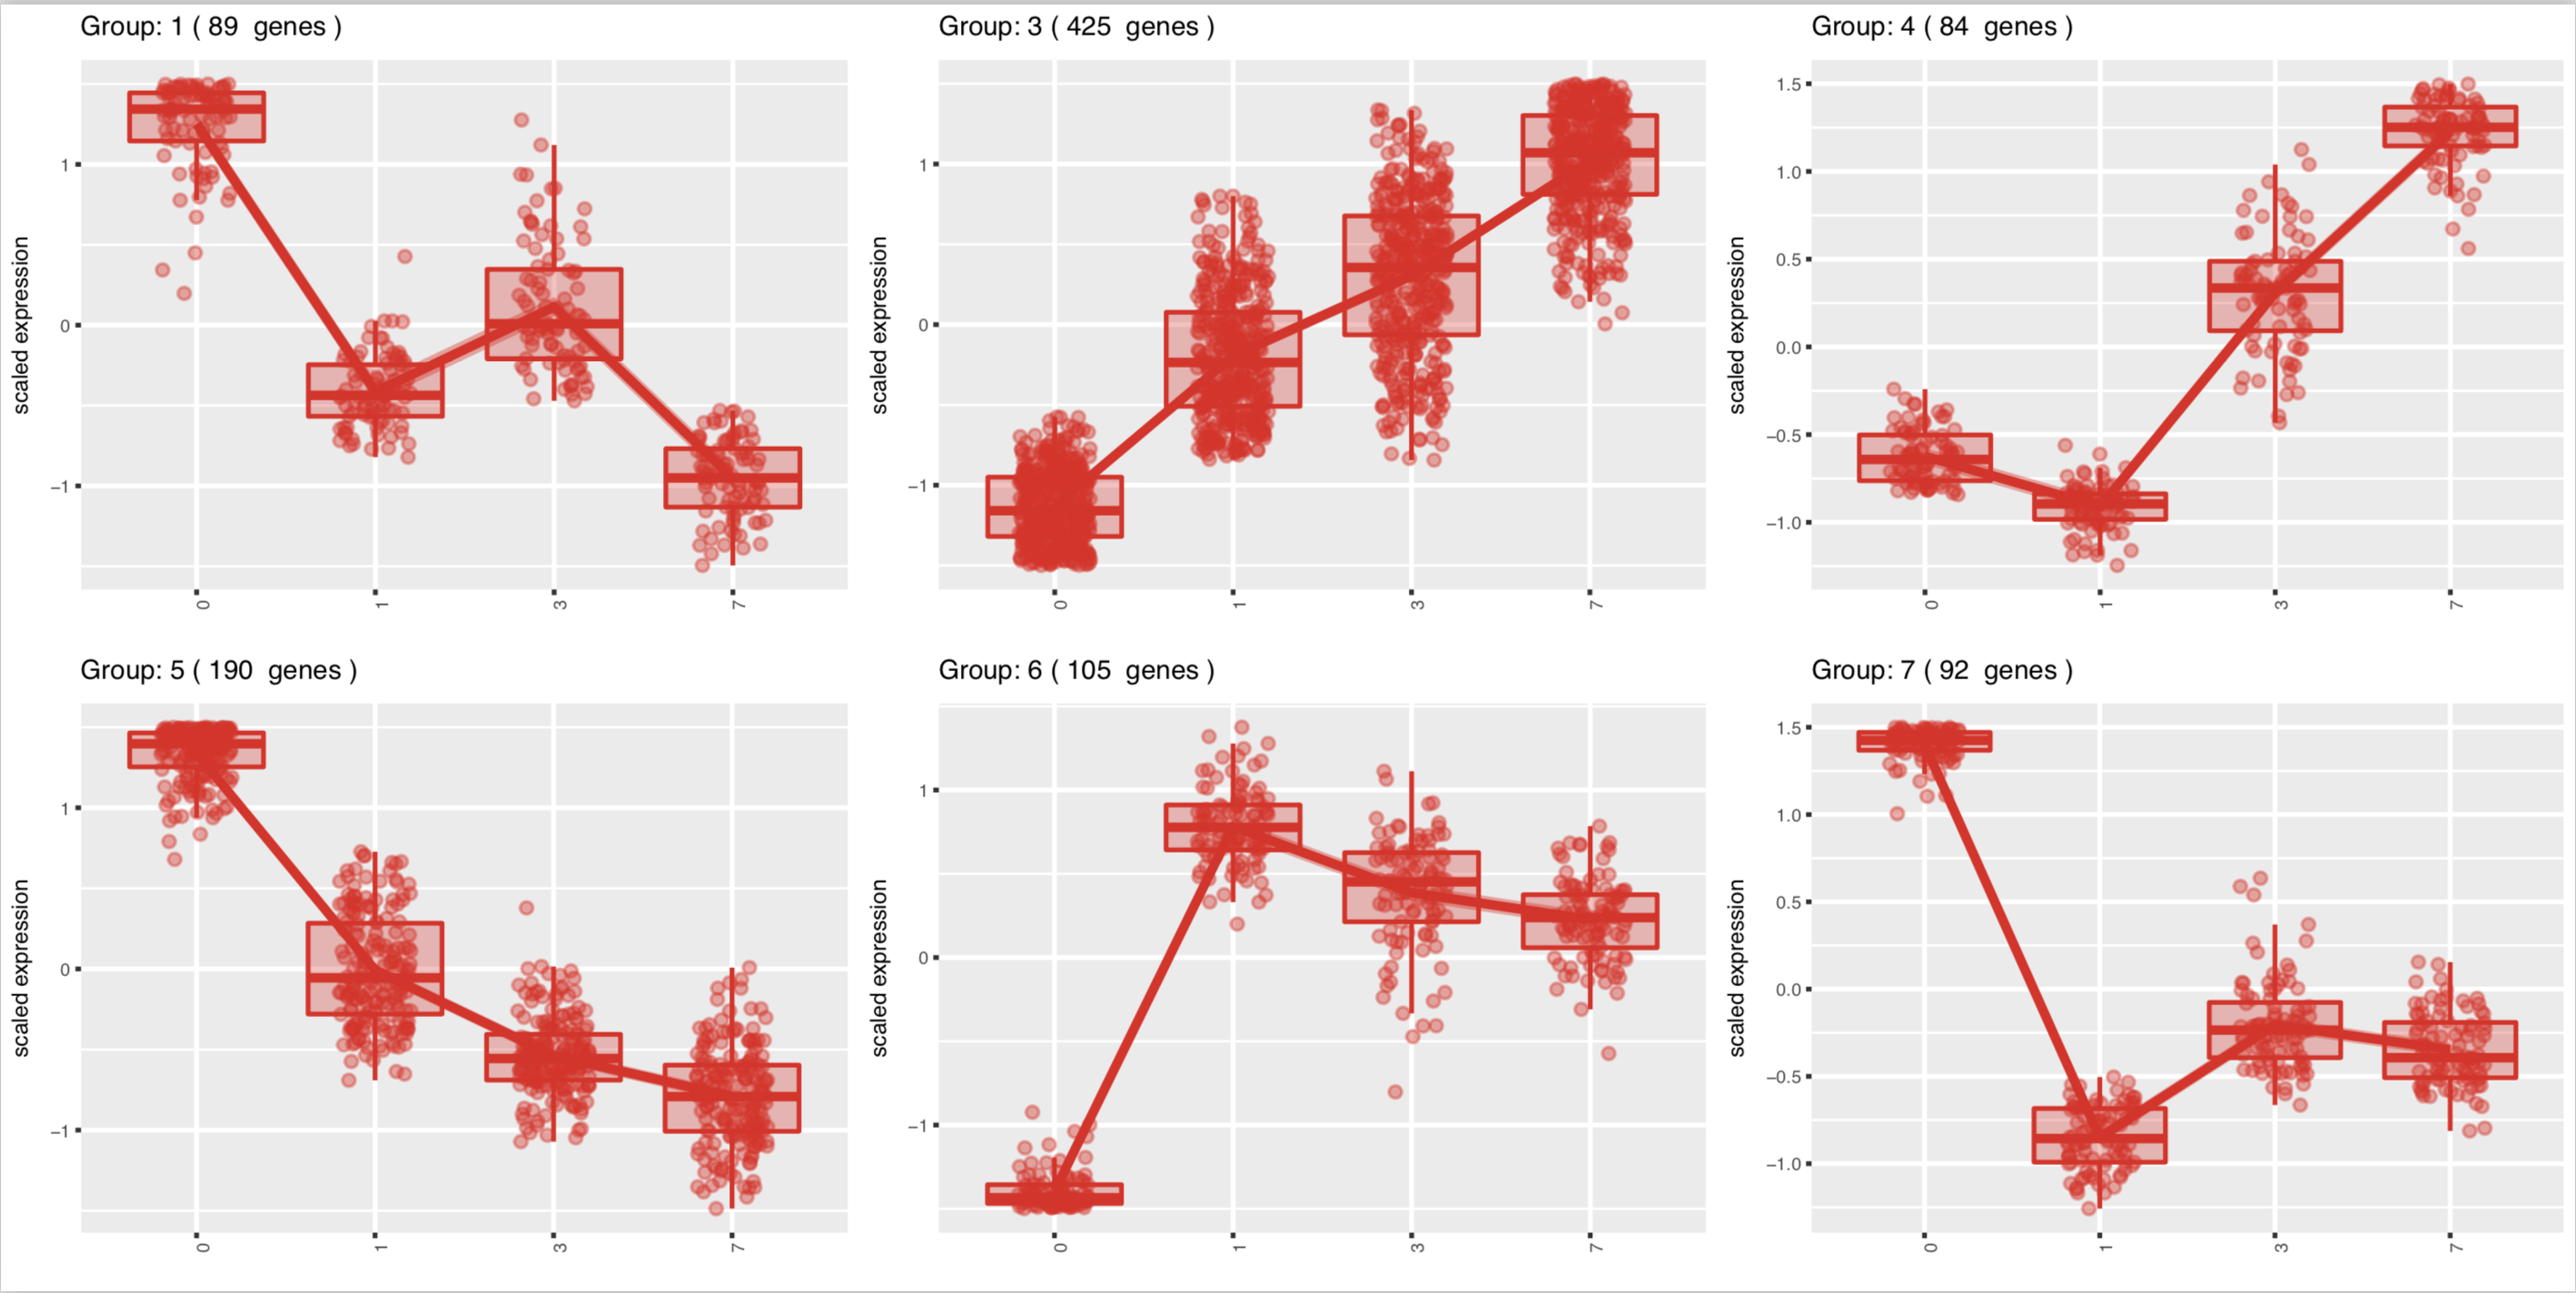 Group: 1 ( 89 genes )
scaled expression
1
0
−1
0 1 3 7
Group: 3 ( 425 genes )
scaled expression
1
0
−1
0 1 3 7
Group: 4 ( 84 genes )
scaled expression
1.5
1.0
0.5
0.0
−0.5
−1.0
0 1 3 7
Group: 5 ( 190 genes )
scaled expression
1
0
−1
0 1 3 7
Group: 6 ( 105 genes )
scaled expression
1
0
−1
0 1 3 7
Group: 7 ( 92 genes )
scaled expression
1.5
1.0
0.5
0.0
−0.5
−1.0
0 1 3 7